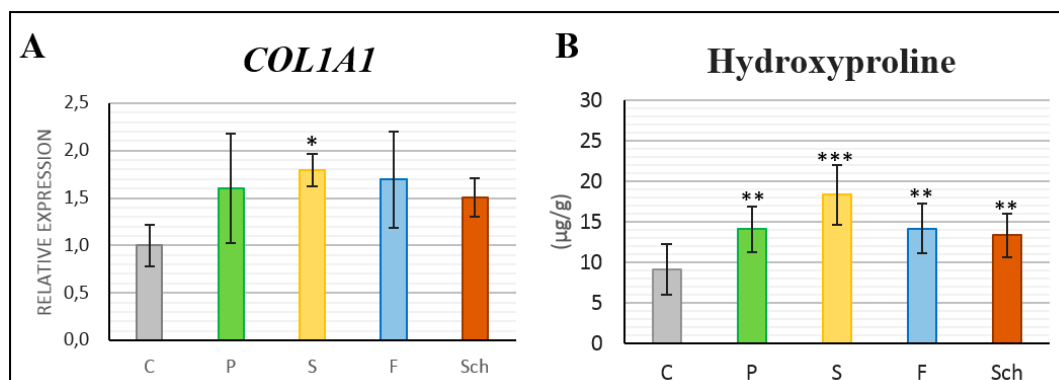 A
COL1A1
RELATIVE EXPRESSION
2,5
2,0
1,5
1,0
0,5
0,0
*
C P S F Sch
B
Hydroxyproline
(µg/g)
30
25
20
15
10
5
0
**
***
**
**
C P S F Sch